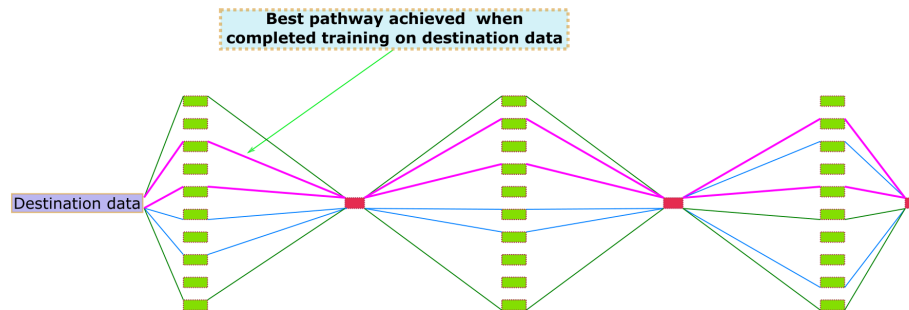 Best pathway achieved when
completed training on destination data
Destination data